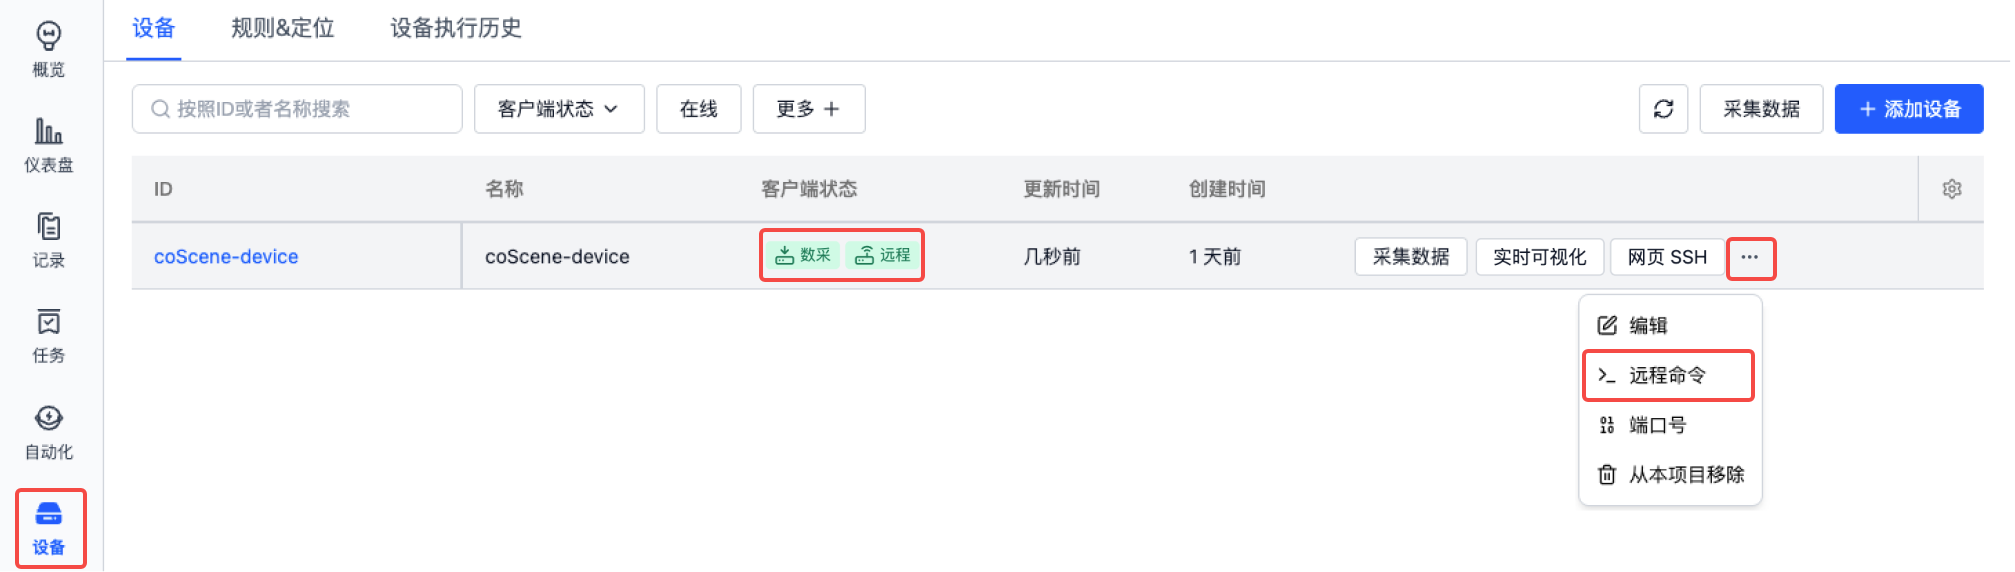 概览
仪表盘
记录
任务
自动化
设备
设备 规则&定位 设备执行历史
按照ID或者名称搜索 客户端状态 在线 更多 采集数据 添加设备
ID 名称 客户端状态 更新时间 创建时间
coScene-device coScene-device 数采 远程 几秒前 1 天前 采集数据 实时可视化 网页 SSH ···
编辑
远程命令
端口号
从本项目移除